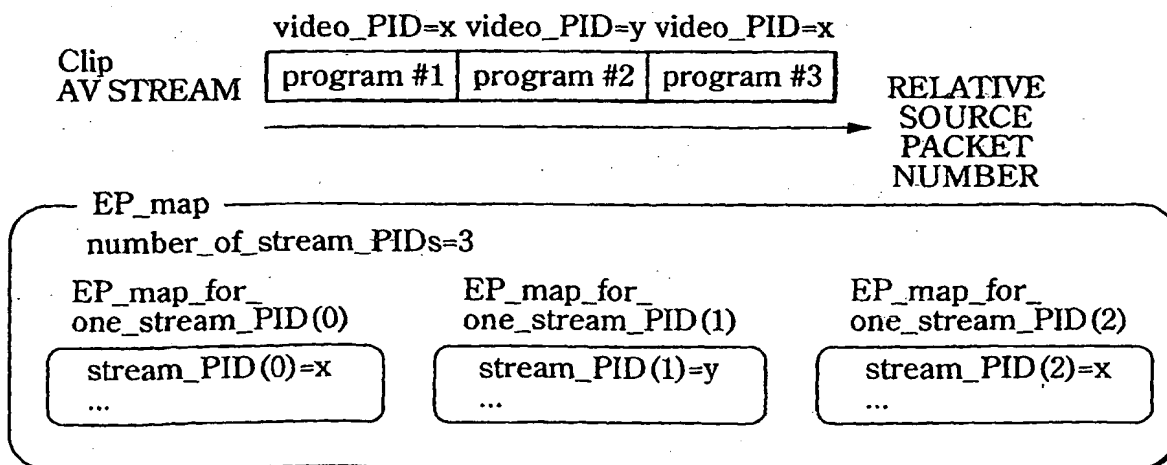 video_PID=x video_PID=y video_PID=x
Clip
AV STREAM
program #1 program #2 program #3
RELATIVE
SOURCE
PACKET
NUMBER
EP_map
number_of_stream_PIDs=3
EP_map_for_
one_stream_PID(0)
stream_PID(0)=x
...
EP_map_for_
one_stream_PID(1)
stream_PID(1)=y
...
EP_map_for_
one_stream_PID(2)
stream_PID(2)=x
...